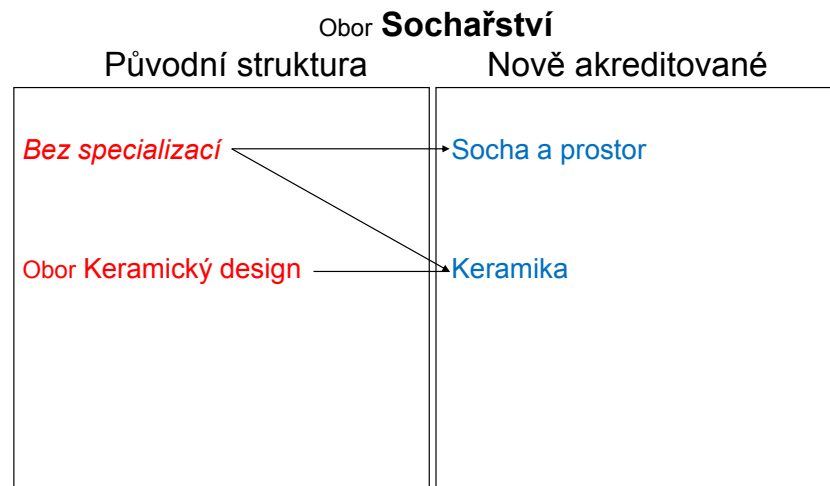 Obor Sochařství
Původní struktura
Nově akreditované
Bez specializací
Socha a prostor
Obor Keramický design
Keramika